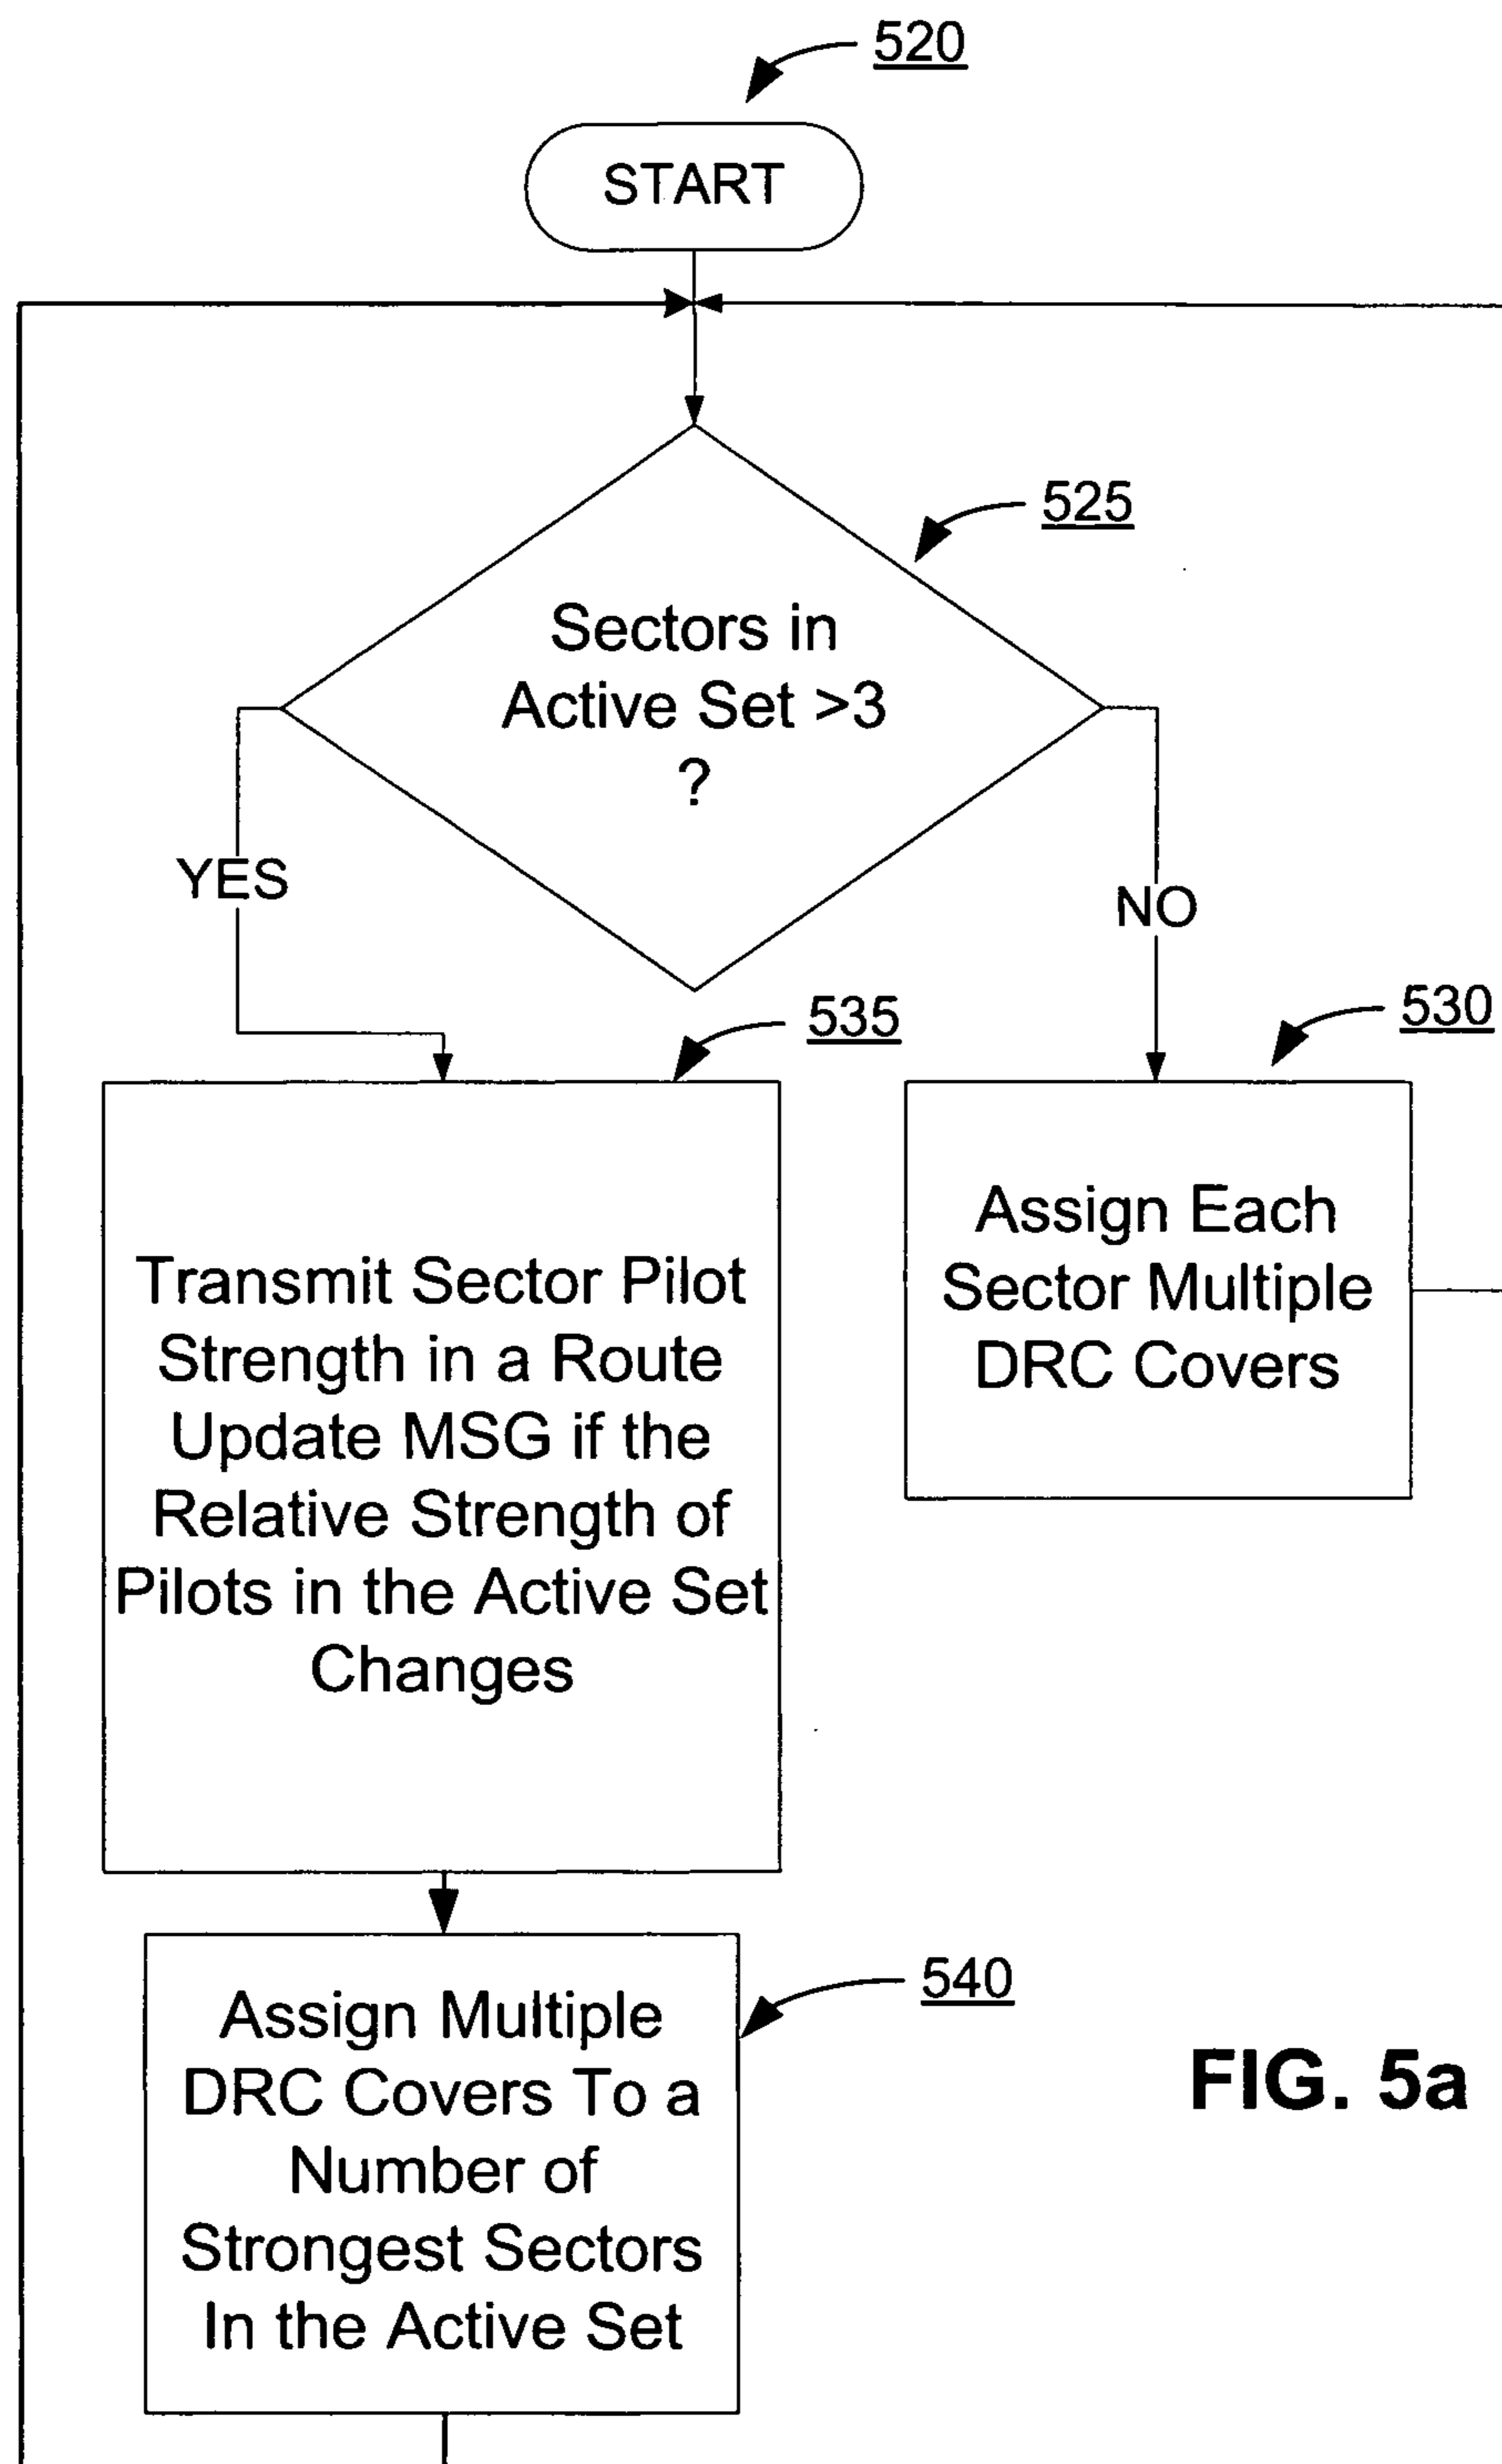 520
START
525
Sectors in
Active Set >3
?
YES
NO
535
530
Transmit Sector Pilot
Strength in a Route
Update MSG if the
Relative Strength of
Pilots in the Active Set
Changes
Assign Each
Sector Multiple
DRC Covers
540
Assign Multiple
DRC Covers To a
Number of
Strongest Sectors
In the Active Set
FIG. 5a